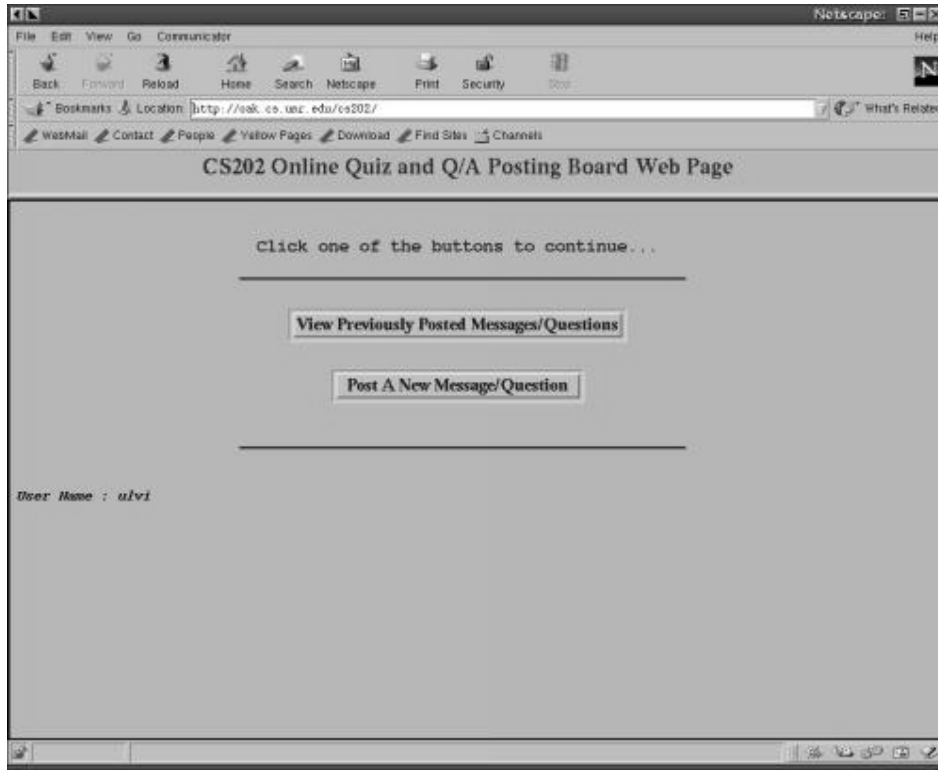 Netscape:
File Edit View Go Communicator Help
Back Forward Reload Home Search Netscape Print Security Stop
N
Bookmarks Location: http://oak.cs.umr.edu/cs202/ What's Related
WebMail Contact People Yellow Pages Download Find Sites Channels
CS202 Online Quiz and Q/A Posting Board Web Page
Click one of the buttons to continue...
View Previously Posted Messages/Questions
Post A New Message/Question
User Name : ulvi